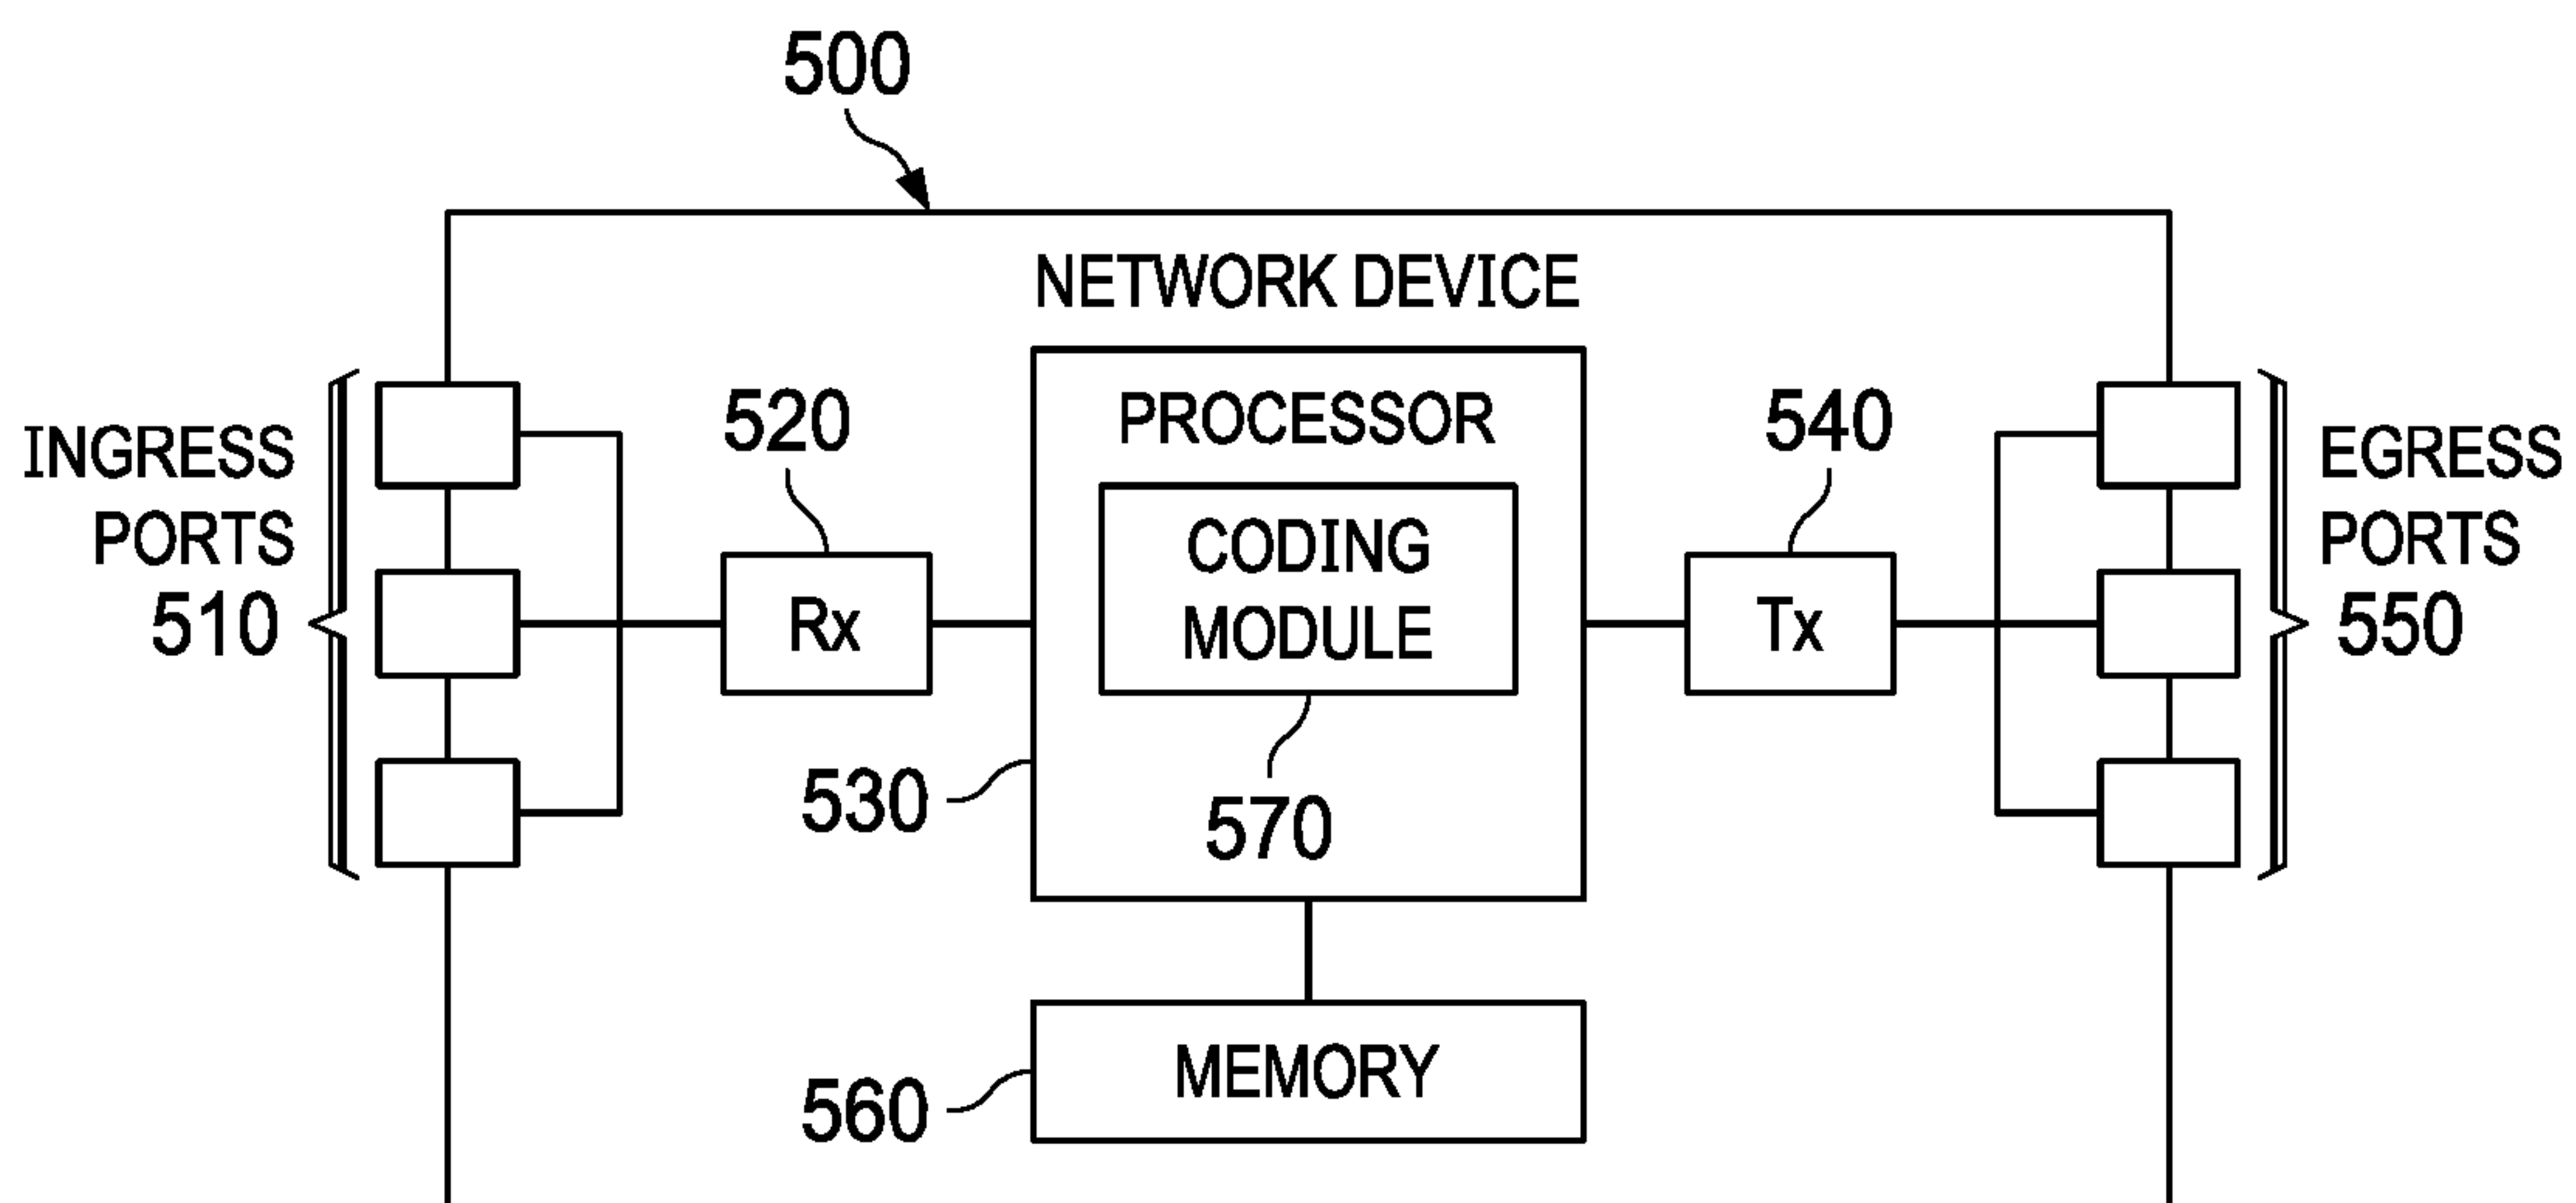 500
NETWORK DEVICE
INGRESS
PORTS
510
520
PROCESSOR
CODING
MODULE
570
530
Rx
540
Tx
EGRESS
PORTS
550
MEMORY
560